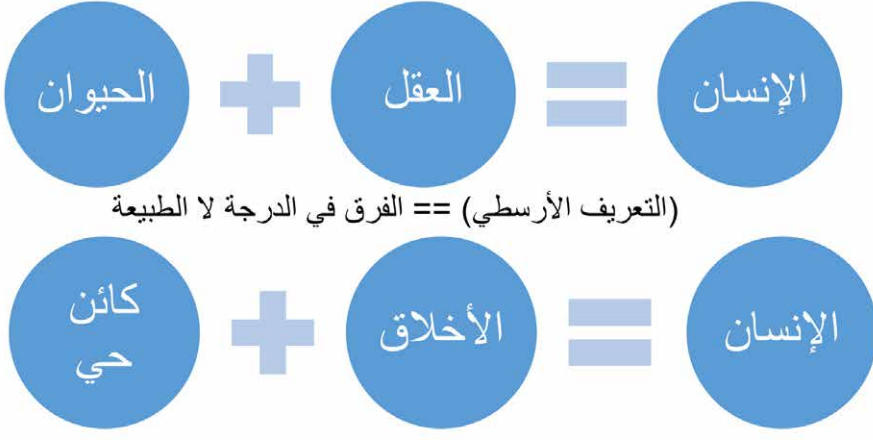 الإنسان = العقل + الحيوان
(التعريف الأرسطي) == الفرق في الدرجة لا الطبيعة
الإنسان = الأخلاق + كائن
حي